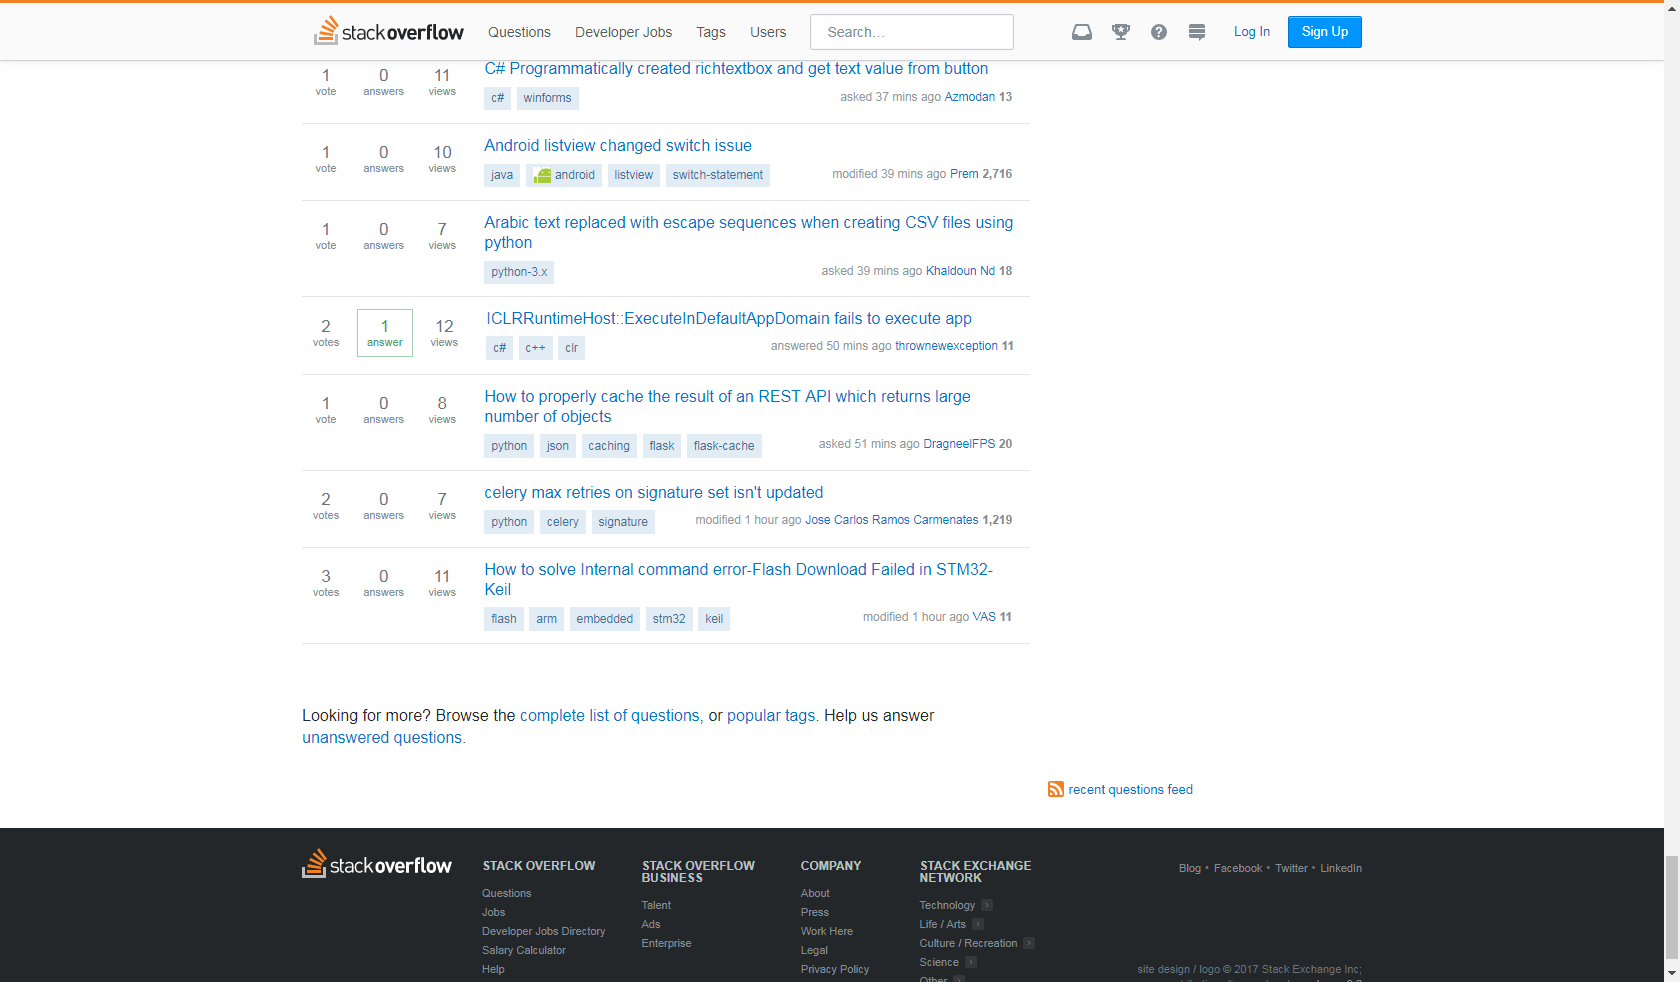 stackoverflow Questions Developer Jobs Tags Users Search... Log In Sign Up
C# Programmatically created richtextbox and get text value from button
1 0 11
vote answers views
c# winforms asked 37 mins ago Azmodan 13
Android listview changed switch issue
1 0 10
vote answers views
java android listview switch-statement modified 39 mins ago Prem 2,716
Arabic text replaced with escape sequences when creating CSV files using
python
1 0 7
vote answers views
python-3.x asked 39 mins ago Khaldoun Nd 18
ICLRRuntimeHost::ExecuteInDefaultAppDomain fails to execute app
2 1 12
votes answer views
c# c++ clr answered 50 mins ago thrownewexception 11
How to properly cache the result of an REST API which returns large
number of objects
1 0 8
vote answers views
python json caching flask flask-cache asked 51 mins ago DragneelFPS 20
celery max retries on signature set isn't updated
2 0 7
votes answers views
python celery signature modified 1 hour ago Jose Carlos Ramos Carmenates 1,219
How to solve Internal command error-Flash Download Failed in STM32-
Keil
3 0 11
votes answers views
flash arm embedded stm32 keil modified 1 hour ago VAS 11
Looking for more? Browse the complete list of questions, or popular tags. Help us answer
unanswered questions.
recent questions feed
stackoverflow
STACK OVERFLOW
Questions
Jobs
Developer Jobs Directory
Salary Calculator
Help
STACK OVERFLOW
BUSINESS
Talent
Ads
Enterprise
COMPANY
About
Press
Work Here
Legal
Privacy Policy
STACK EXCHANGE
NETWORK
Technology
Life / Arts
Culture / Recreation
Science
Other
Blog • Facebook • Twitter • LinkedIn
site design / logo © 2017 Stack Exchange Inc;